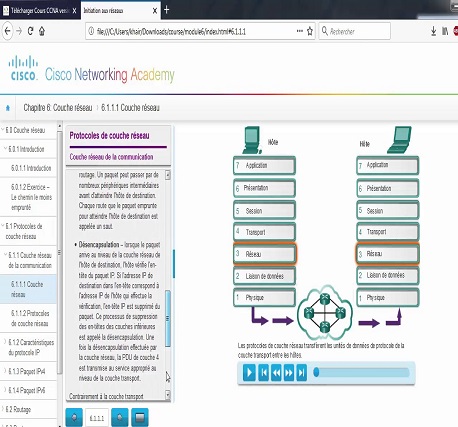 Télécharger Cours CCNA vers
Initiation aux réseaux
file:///C:/Users/khair/Downloads/course/module6/index.html#6.1.1.1
Rechercher
CISCO. Cisco Networking Academy
Chapitre 6: Couche réseau 6.1.1.1 Couche réseau
6.0 Couche réseau
6.0.1 Introduction
6.0.1.1 Introduction
6.0.1.2 Exercice –
Le chemin le moins
emprunté
6.1 Protocoles de
couche réseau
6.1.1 Couche réseau
de la communication
6.1.1.1 Couche
réseau
6.1.1.2 Protocoles
de couche réseau
6.1.2 Caractéristiques
du protocole IP
6.1.3 Paquet IPv4
6.1.4 Paquet IPv6
6.2 Routage
Protocoles de couche réseau
Couche réseau de la communication
routage. Un paquet peut passer par de
nombreux périphériques intermédiaires
avant d'atteindre l'hôte de destination.
Chaque route que le paquet emprunte
pour atteindre l'hôte de destination est
appelée un saut.
• Désencapsulation – lorsque le paquet
arrive au niveau de la couche réseau de
l'hôte de destination, l'hôte vérifie l'en-
tête du paquet IP. Si l'adresse IP de
destination dans l'en-tête correspond à
l'adresse IP de l'hôte qui effectue la
vérification, l'en-tête IP est supprimé du
paquet. Ce processus de suppression
des en-têtes des couches inférieures
est appelé la désencapsulation. Une
fois la désencapsulation effectuée par
la couche réseau, la PDU de couche 4
est transmise au service approprié au
niveau de la couche transport.
Contrairement à la couche transport
6.1.1.1
Hôte
7 Application
6 Présentation
5 Session
4 Transport
3 Réseau
2 Liaison de données
1 Physique
Hôte
7 Application
6 Présentation
5 Session
4 Transport
3 Réseau
2 Liaison de données
1 Physique
Les protocoles de couche réseau transfèrent les unités de données de protocole de la
couche transport entre les hôtes.